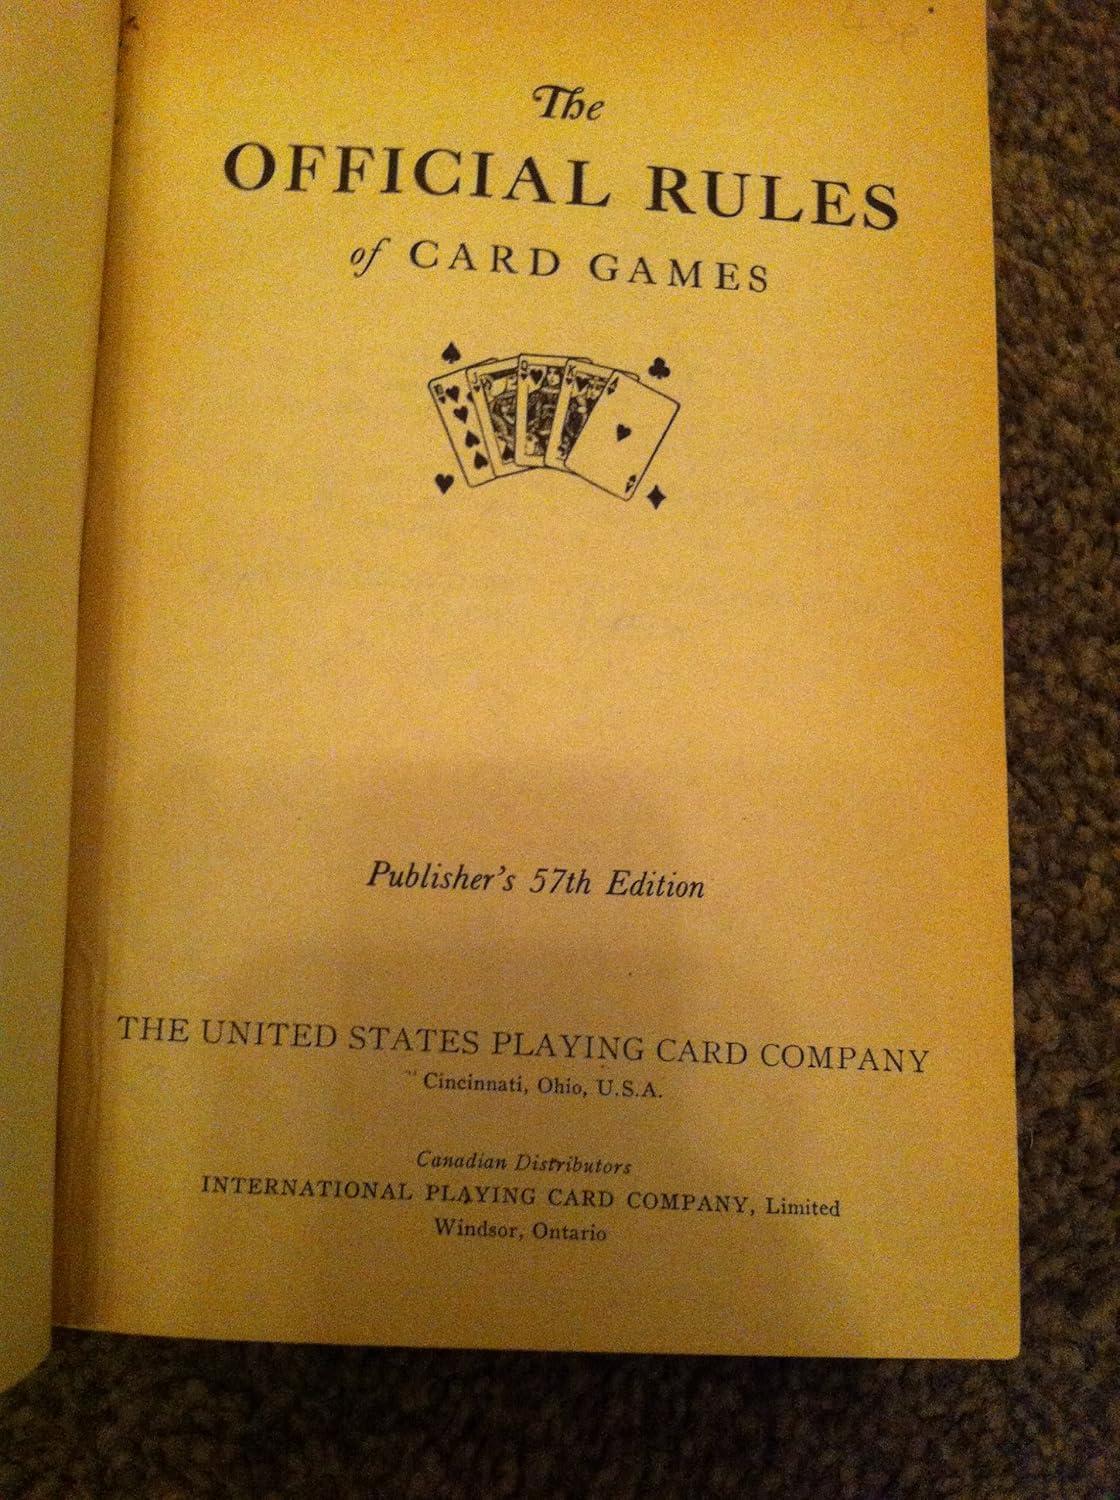 The
OFFICIAL RULES
of CARD GAMES
J Q K A
Publisher's 57th Edition
THE UNITED STATES PLAYING CARD COMPANY
Cincinnati, Ohio, U.S.A.
Canadian Distributors
INTERNATIONAL PLAYING CARD COMPANY, Limited
Windsor, Ontario